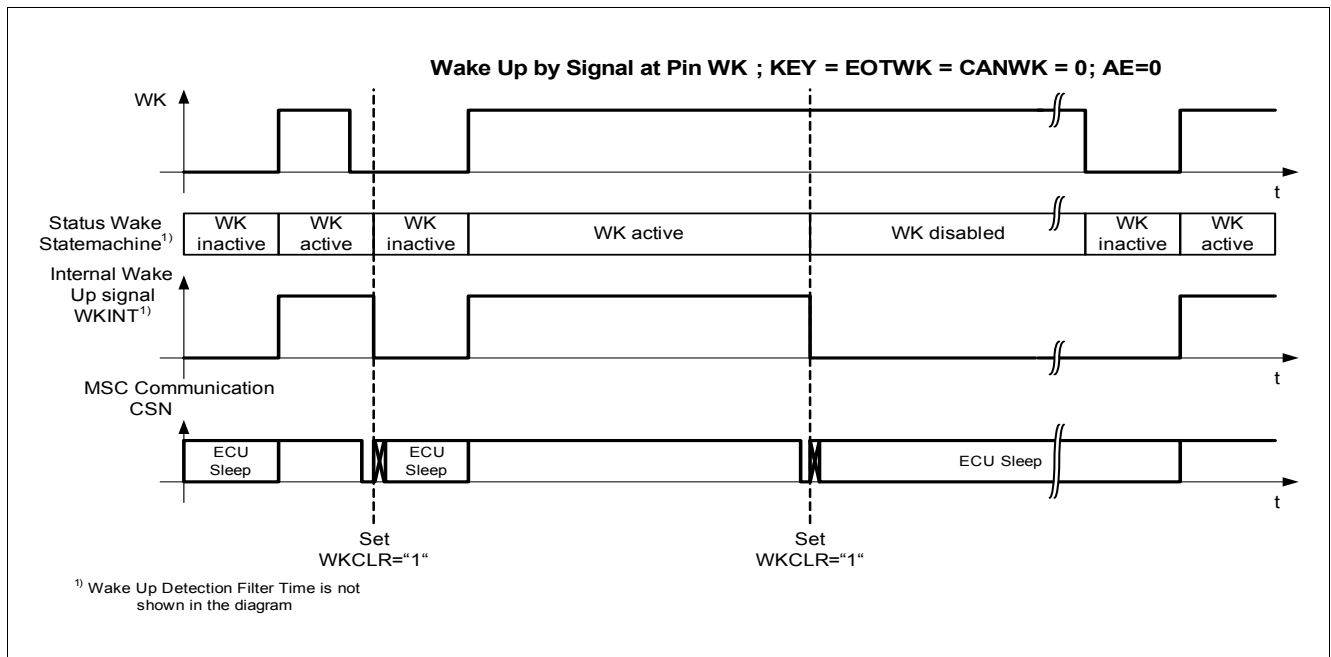 Wake Up by Signal at Pin WK ; KEY = EOTWK = CANWK = 0; AE=0
WK
t
Status Wake
Statemachine1)
WK
inactive
WK
active
WK
inactive
WK active
WK disabled
WK
inactive
WK
active
Internal Wake
Up signal
WKINT1)
t
MSC Communication
CSN
ECU
Sleep
ECU
Sleep
ECU Sleep
t
Set
WKCLR=“1“
Set
WKCLR=“1“
1) Wake Up Detection Filter Time is not
shown in the diagram